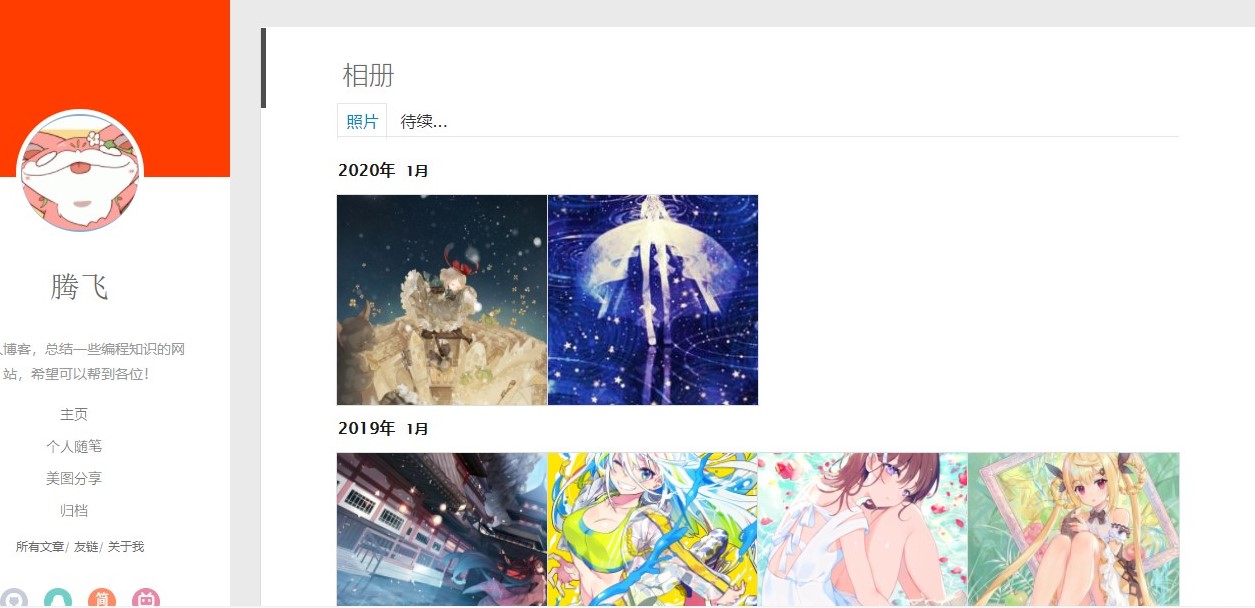 腾飞
人博客，总结一些编程知识的网
站，希望可以帮到各位！
主页
个人随笔
美图分享
归档
所有文章/ 友链/ 关于我
简
相册
照片 待续...
2020年 1月
2019年 1月